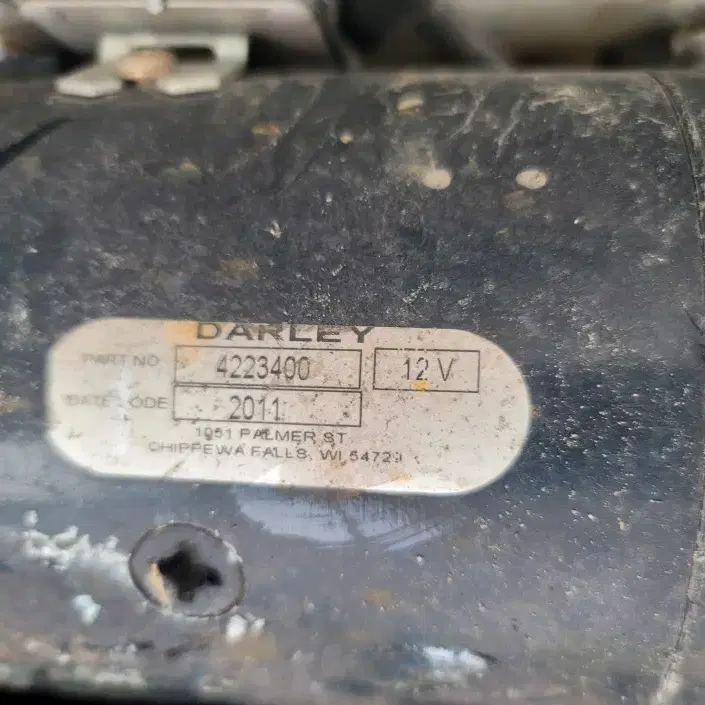 DARLEY
PART NO 4223400 12 V
DATE CODE 2011
1051 PALMER ST
CHIPPEWA FALLS, WI 54729